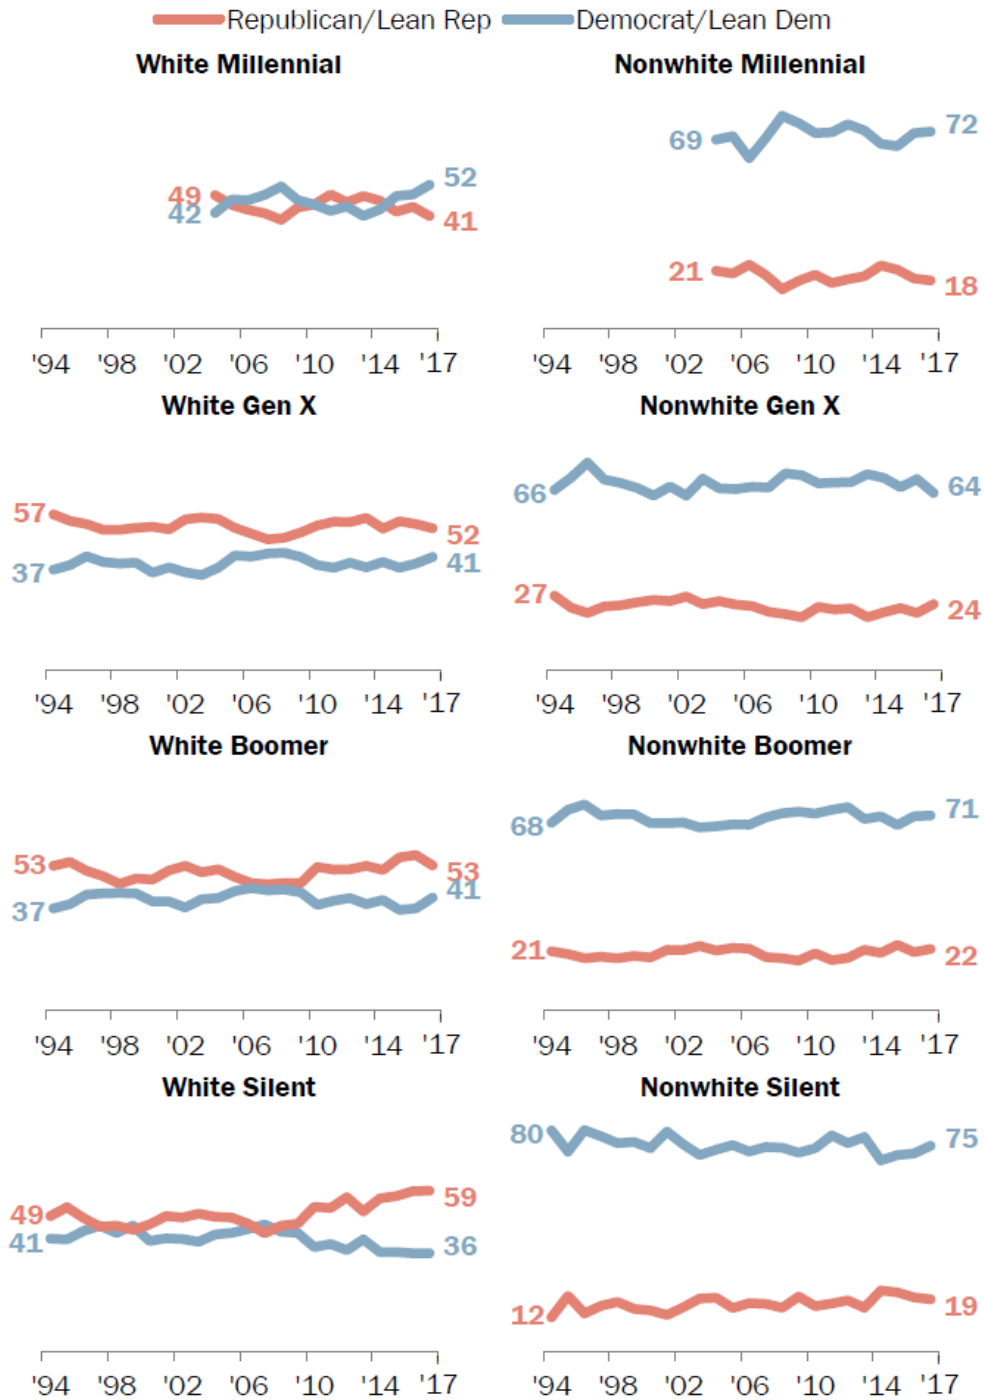 Republican/Lean Rep Democrat/Lean Dem
White Millennial
49
42
52
41
'94 '98 '02 '06 '10 '14 '17
Nonwhite Millennial
69
72
21
18
'94 '98 '02 '06 '10 '14 '17
White Gen X
57
37
52
41
'94 '98 '02 '06 '10 '14 '17
Nonwhite Gen X
66
64
27
24
'94 '98 '02 '06 '10 '14 '17
White Boomer
53
37
53
41
'94 '98 '02 '06 '10 '14 '17
Nonwhite Boomer
68
71
21
22
'94 '98 '02 '06 '10 '14 '17
White Silent
49
41
59
36
'94 '98 '02 '06 '10 '14 '17
Nonwhite Silent
80
75
12
19
'94 '98 '02 '06 '10 '14 '17